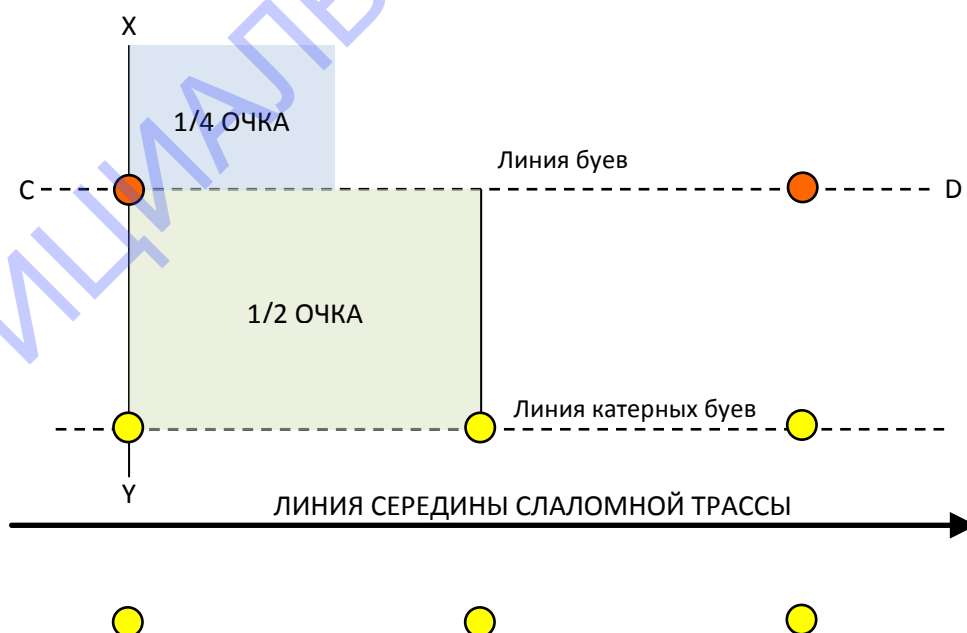 X
1/4 ОЧКА
Линия буев
C
D
1/2 ОЧКА
Линия катерных буев
Y
ЛИНИЯ СЕРЕДИНЫ СЛАЛОМНОЙ ТРАССЫ